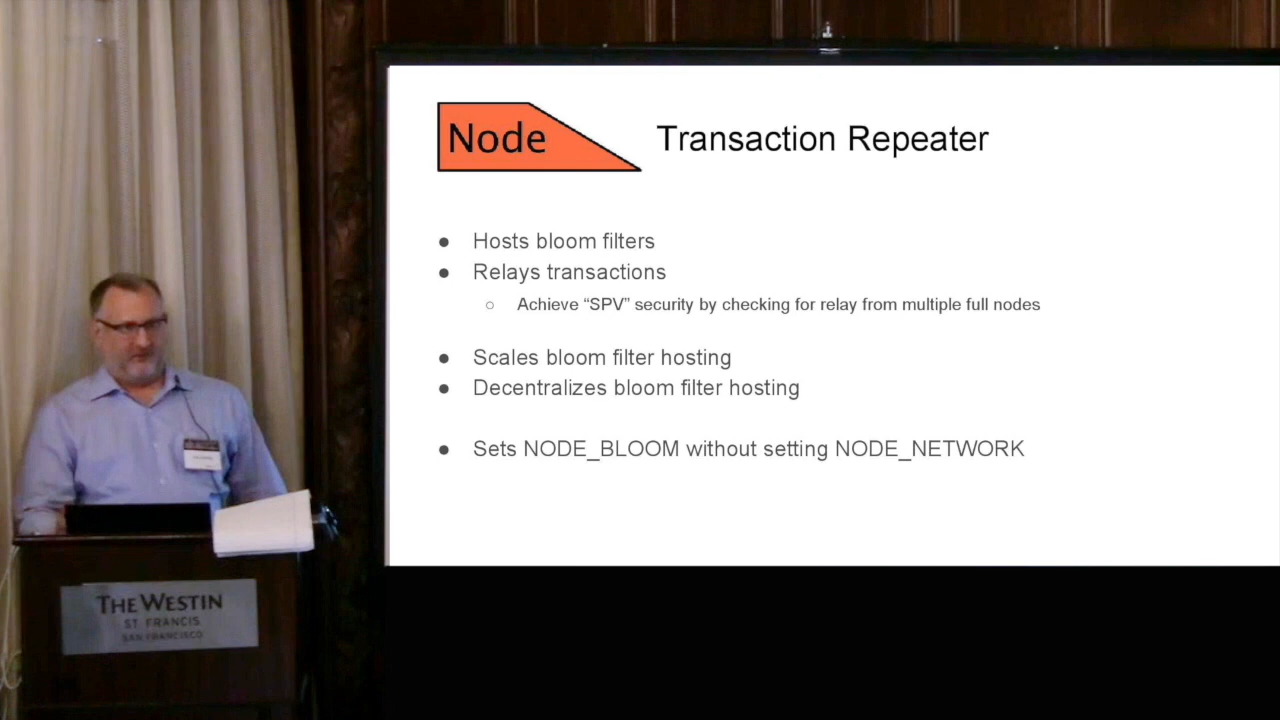 Node
Transaction Repeater
● Hosts bloom filters
● Relays transactions
○ Achieve “SPV” security by checking for relay from multiple full nodes
● Scales bloom filter hosting
● Decentralizes bloom filter hosting
● Sets NODE_BLOOM without setting NODE_NETWORK
THE WESTIN
ST. FRANCIS
SAN FRANCISCO